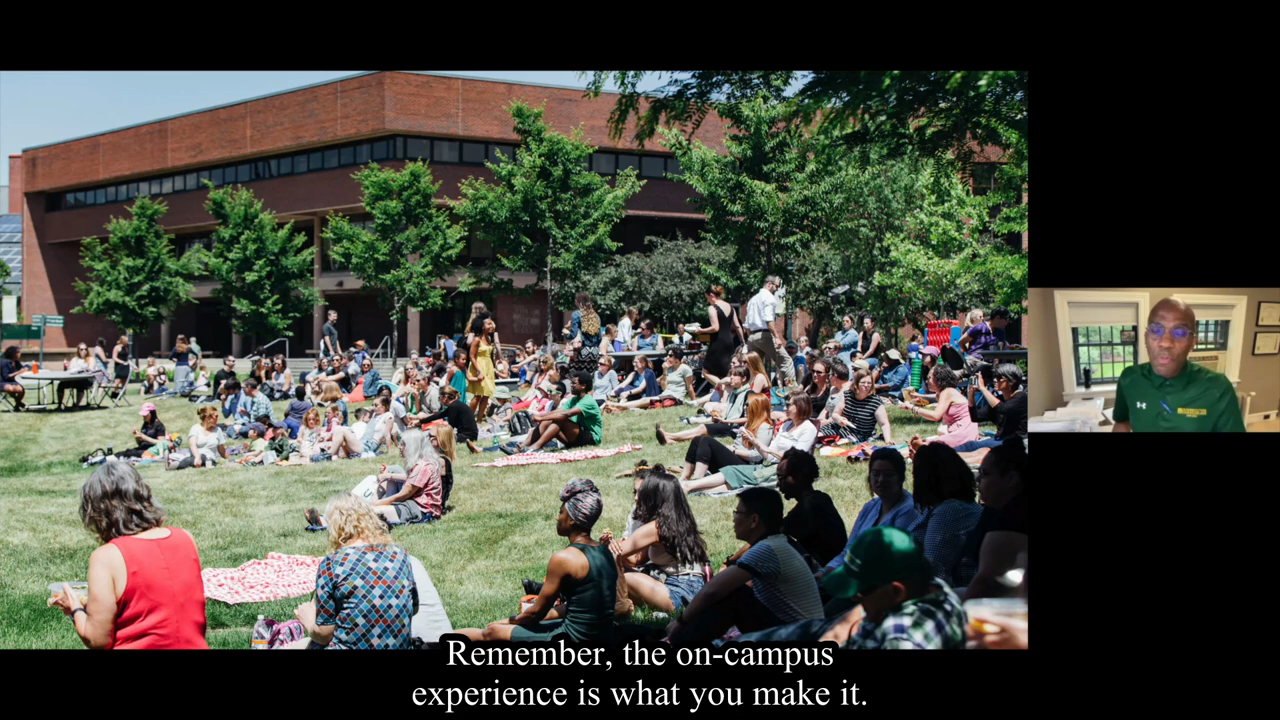 Remember, the on-campus
experience is what you make it.